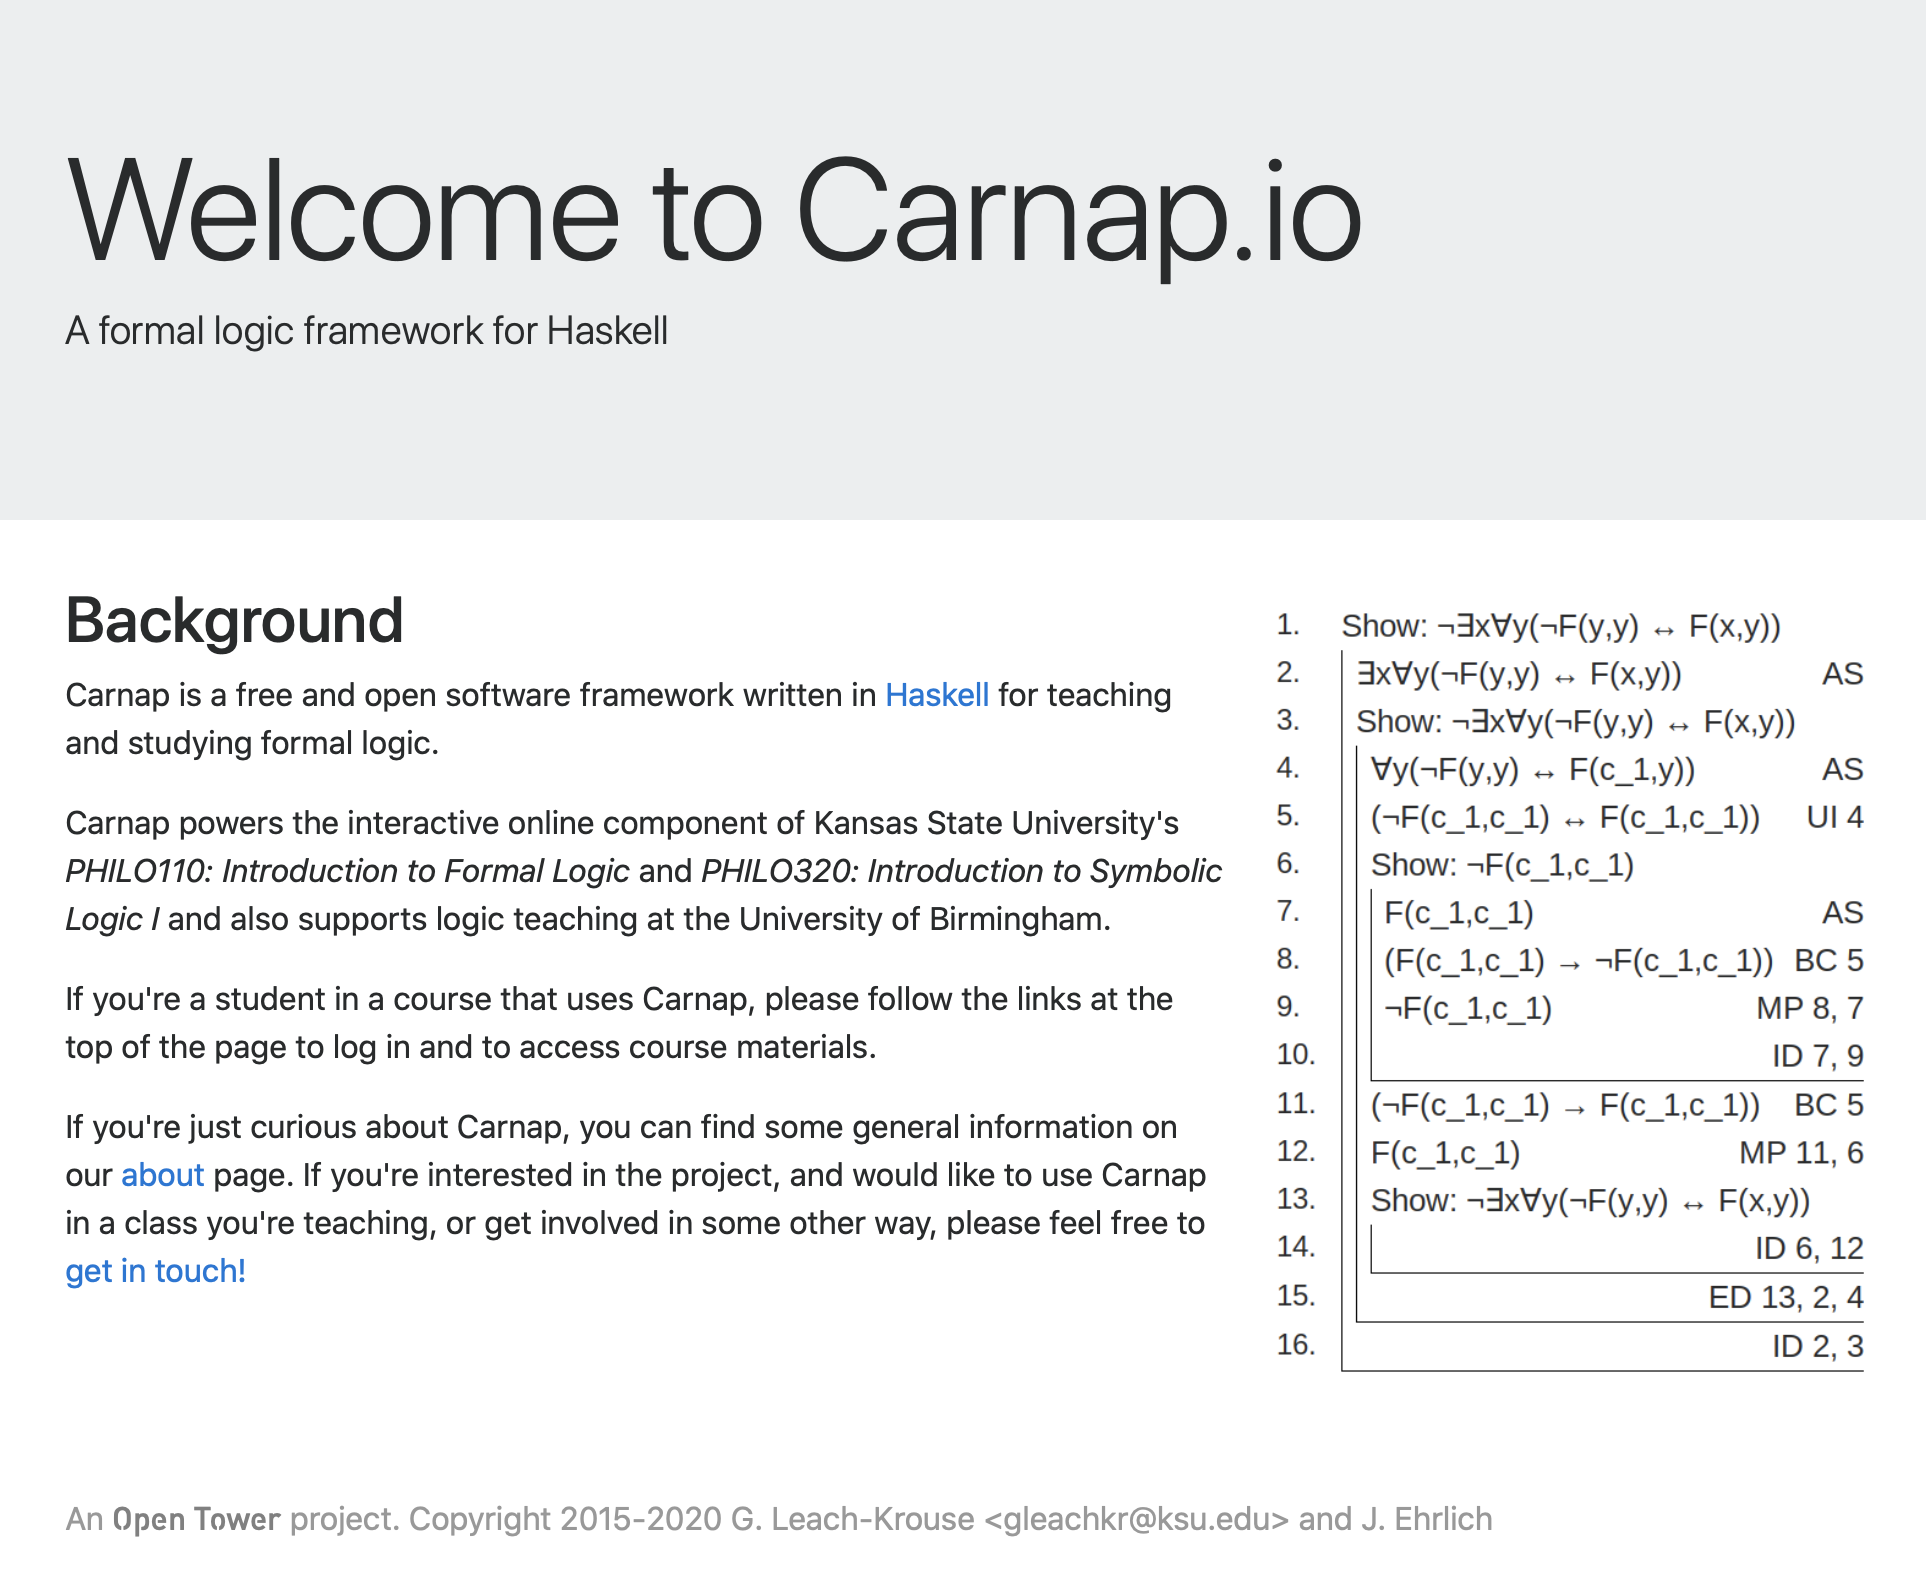 Welcome to Carnap.io
A formal logic framework for Haskell
Background
Carnap is a free and open software framework written in Haskell for teaching
and studying formal logic.
Carnap powers the interactive online component of Kansas State University's
PHILO110: Introduction to Formal Logic and PHILO320: Introduction to Symbolic
Logic I and also supports logic teaching at the University of Birmingham.
If you're a student in a course that uses Carnap, please follow the links at the
top of the page to log in and to access course materials.
If you're just curious about Carnap, you can find some general information on
our about page. If you're interested in the project, and would like to use Carnap
in a class you're teaching, or get involved in some other way, please feel free to
get in touch!
1. Show: ¬∃x∀y(¬F(y,y) ↔ F(x,y))
2. ∃x∀y(¬F(y,y) ↔ F(x,y)) AS
3. Show: ¬∃x∀y(¬F(y,y) ↔ F(x,y))
4. ∀y(¬F(y,y) ↔ F(c_1,y)) AS
5. (¬F(c_1,c_1) ↔ F(c_1,c_1)) UI 4
6. Show: ¬F(c_1,c_1)
7. F(c_1,c_1) AS
8. (F(c_1,c_1) → ¬F(c_1,c_1)) BC 5
9. ¬F(c_1,c_1) MP 8, 7
10. ID 7, 9
11. (¬F(c_1,c_1) → F(c_1,c_1)) BC 5
12. F(c_1,c_1) MP 11, 6
13. Show: ¬∃x∀y(¬F(y,y) ↔ F(x,y))
14. ID 6, 12
15. ED 13, 2, 4
16. ID 2, 3
An Open Tower project. Copyright 2015-2020 G. Leach-Krouse <gleachkr@ksu.edu> and J. Ehrlich